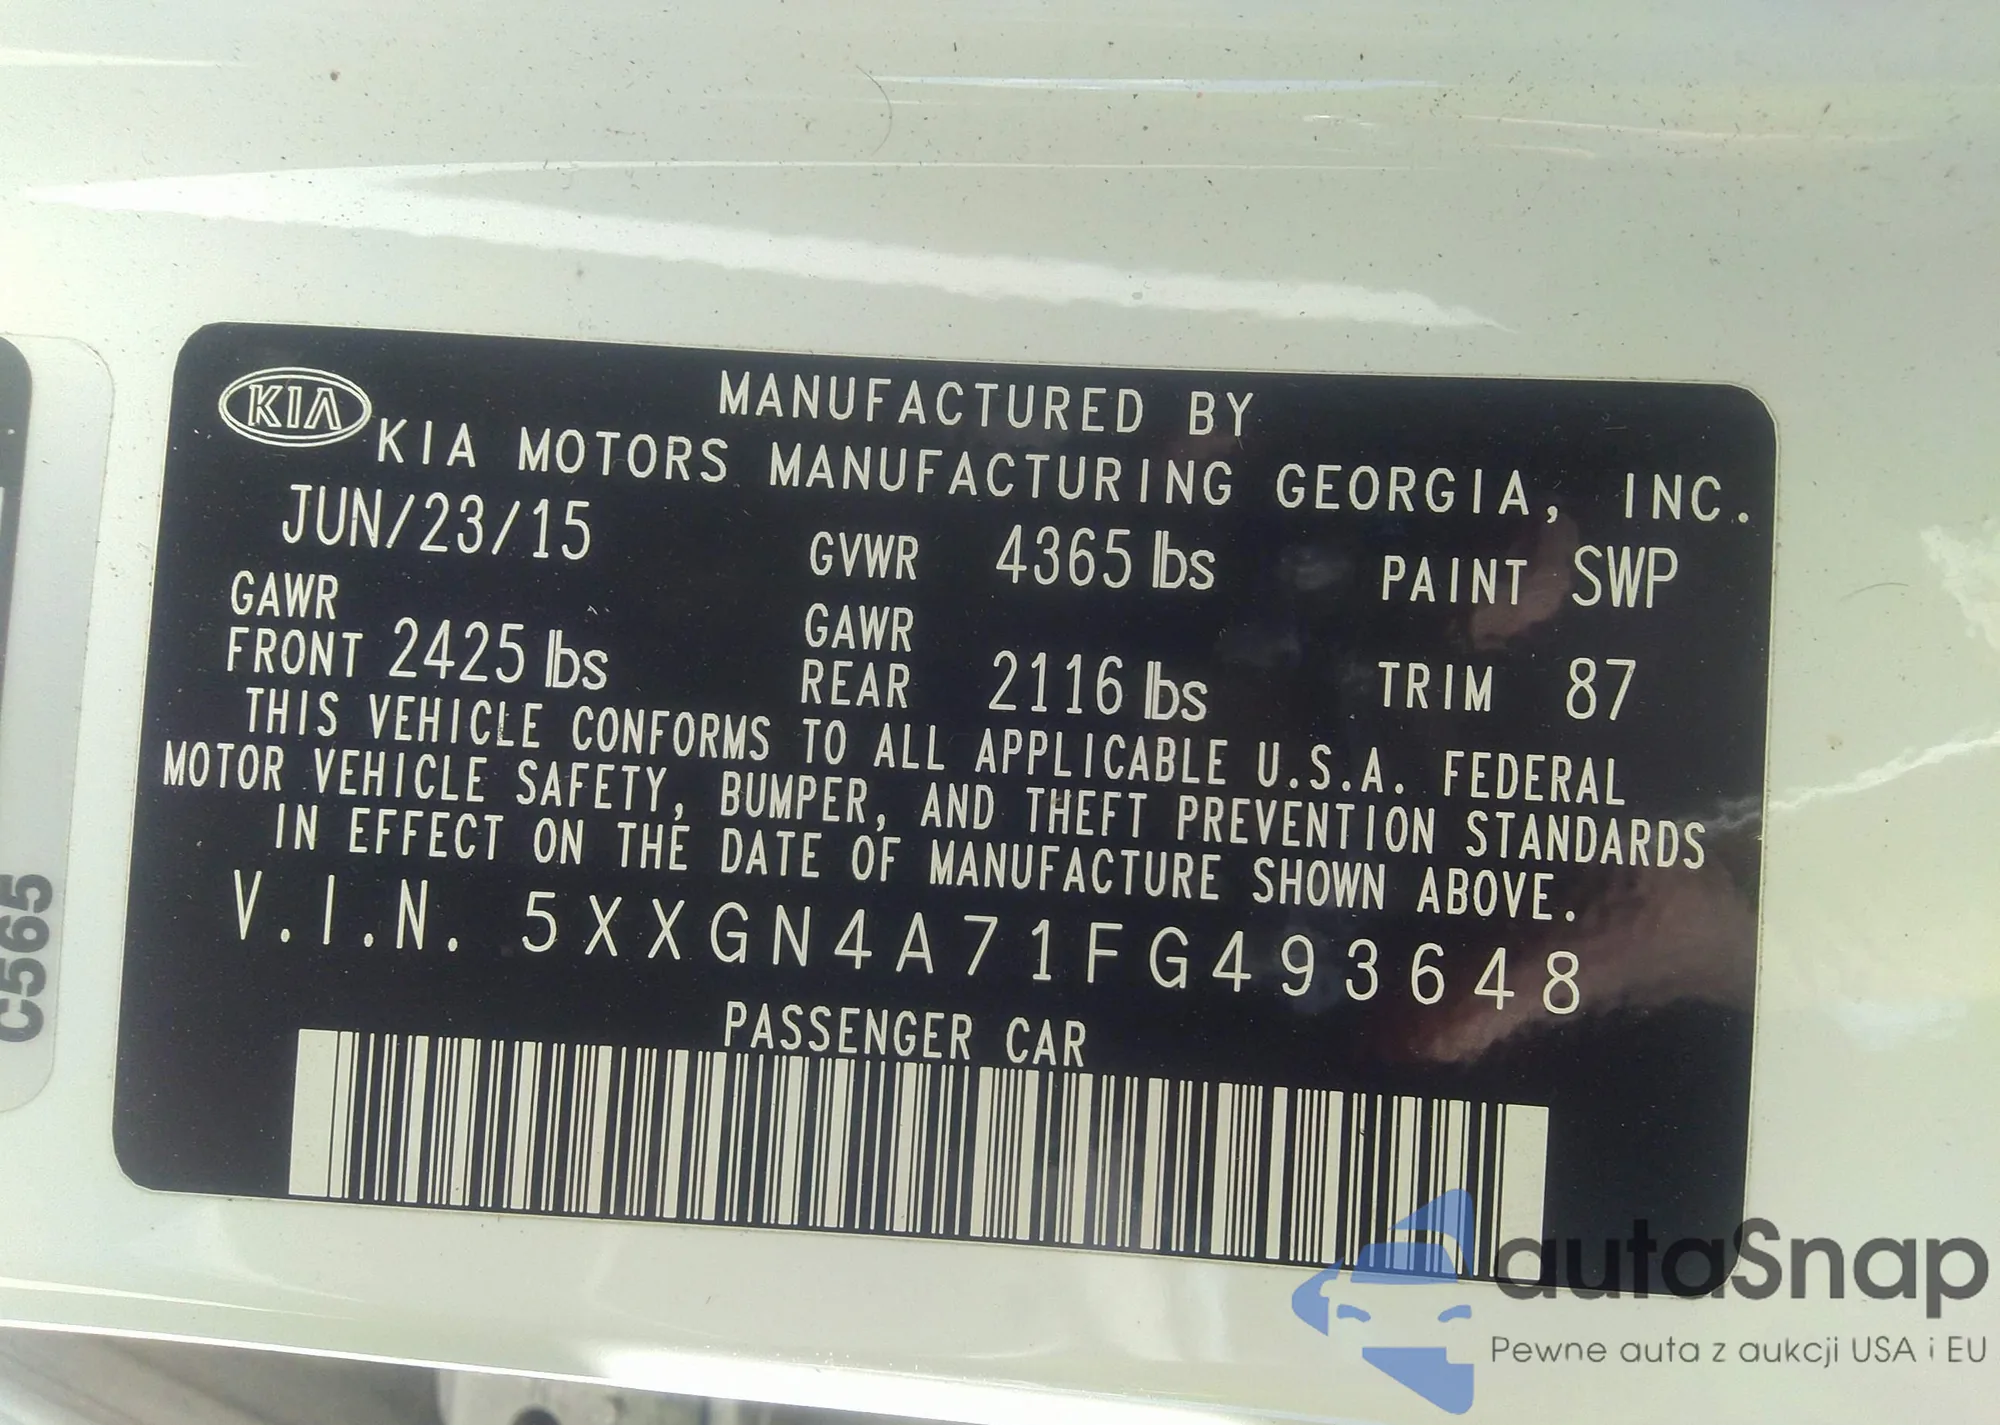 KIA
MANUFACTURED BY
KIA MOTORS MANUFACTURING GEORGIA, INC.
JUN/23/15 GVWR 4365 lbs PAINT SWP
GAWR FRONT 2425 lbs GAWR REAR 2116 lbs TRIM 87
THIS VEHICLE CONFORMS TO ALL APPLICABLE U.S.A. FEDERAL
MOTOR VEHICLE SAFETY, BUMPER, AND THEFT PREVENTION STANDARDS
IN EFFECT ON THE DATE OF MANUFACTURE SHOWN ABOVE.
V.I.N. 5XXGN4A71FG493648
PASSENGER CAR
C565
autaSnap
Pewne auta z aukcji USA i EU